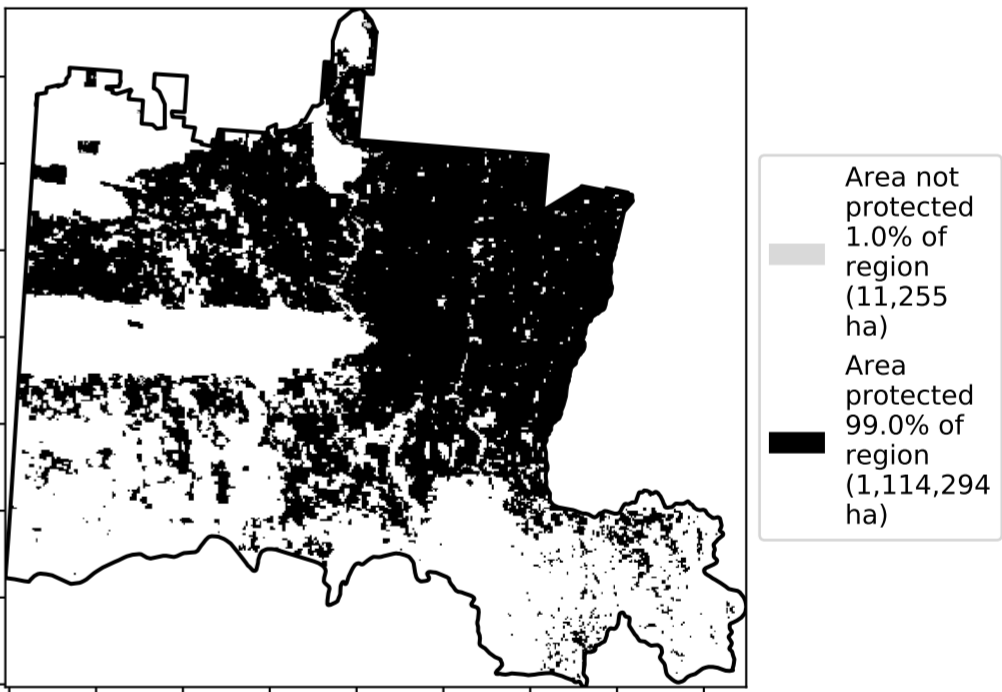 Area not
protected
1.0% of
region
(11,255
ha)
Area
protected
99.0% of
region
(1,114,294
ha)